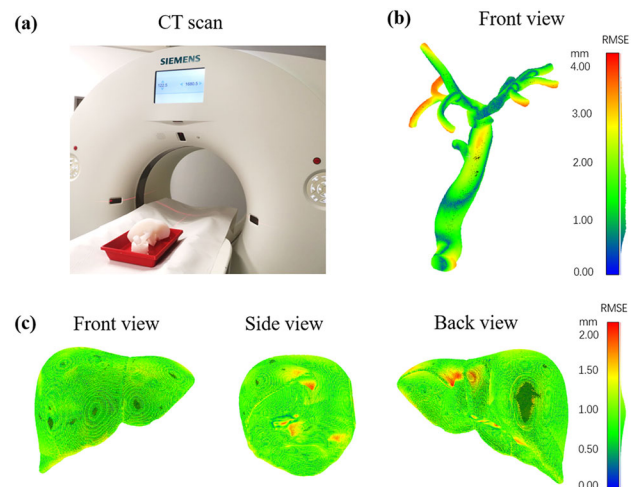 (a)
CT scan
SIEMENS
(b)
Front view
RMSE
mm
4.00
3.00
2.00
1.00
0.00
(c)
Front view
Side view
Back view
RMSE
mm
2.00
1.50
1.00
0.50
0.00